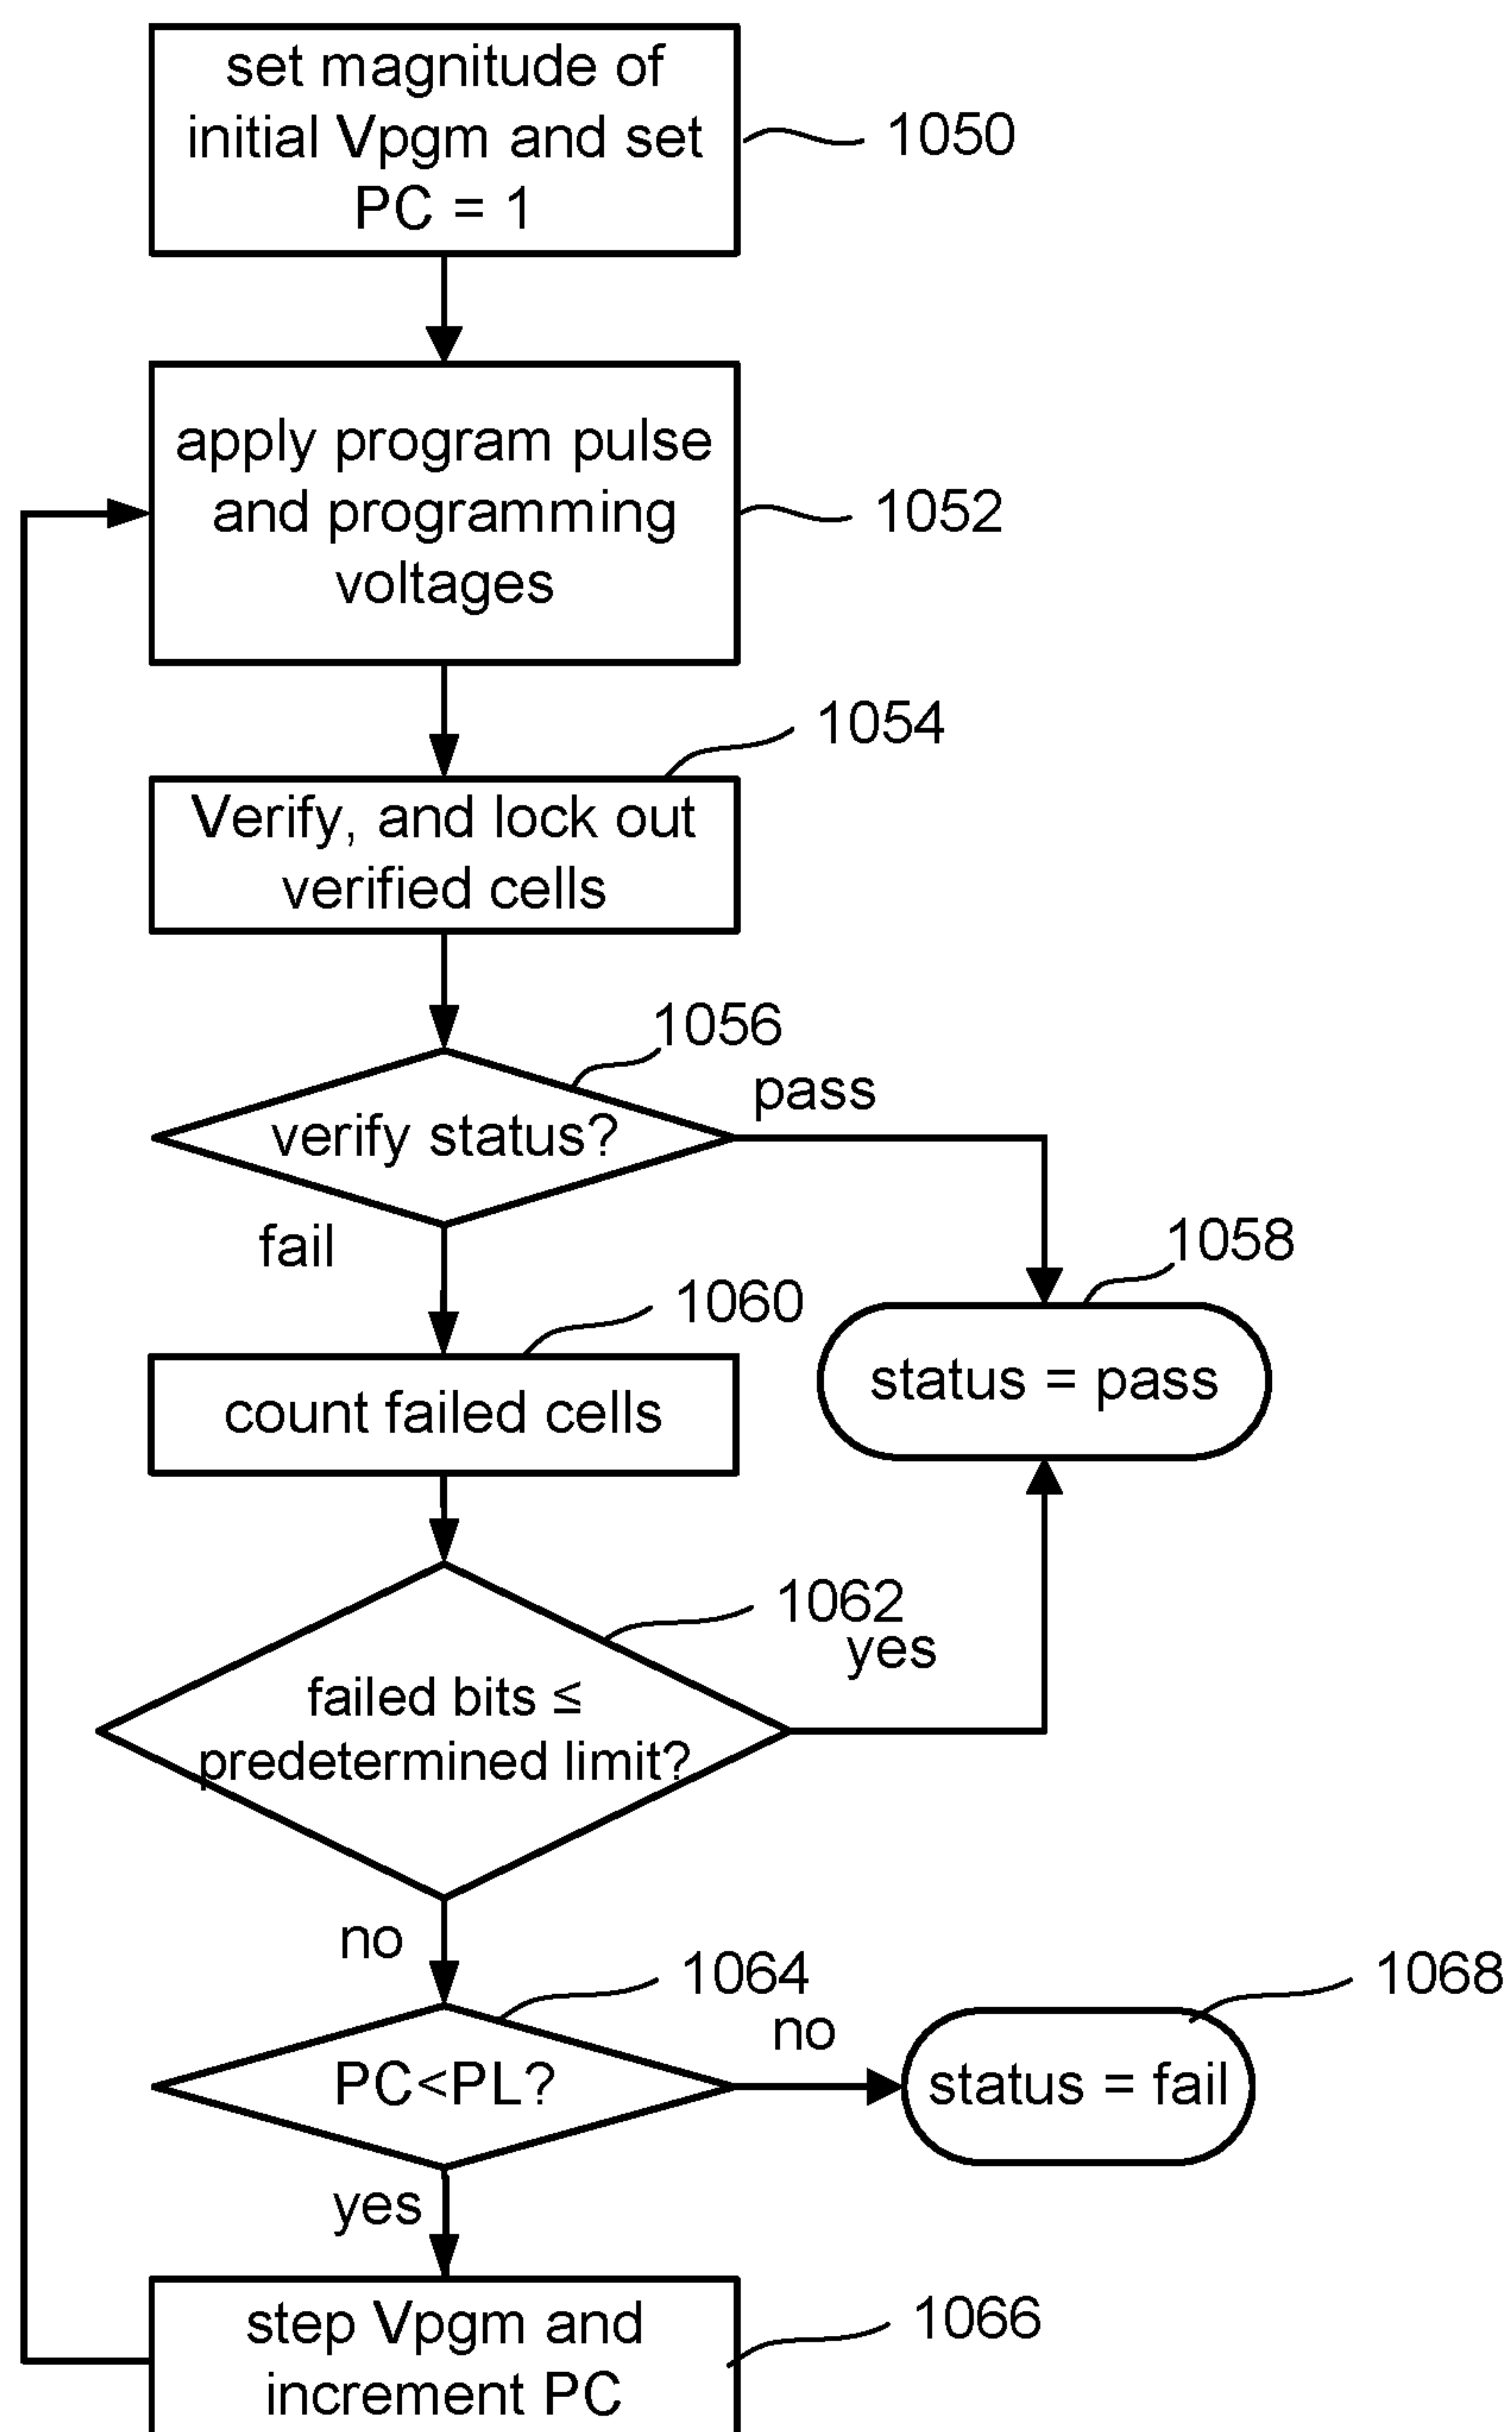 set magnitude of
initial Vpgm and set
PC = 1
1050
apply program pulse
and programming
voltages
1052
1054
Verify, and lock out
verified cells
1056
pass
verify status?
fail
1058
status = pass
1060
count failed cells
1062
yes
failed bits ≤
predetermined limit?
no
1064
no
1068
PC<PL?
status = fail
yes
step Vpgm and
increment PC
1066